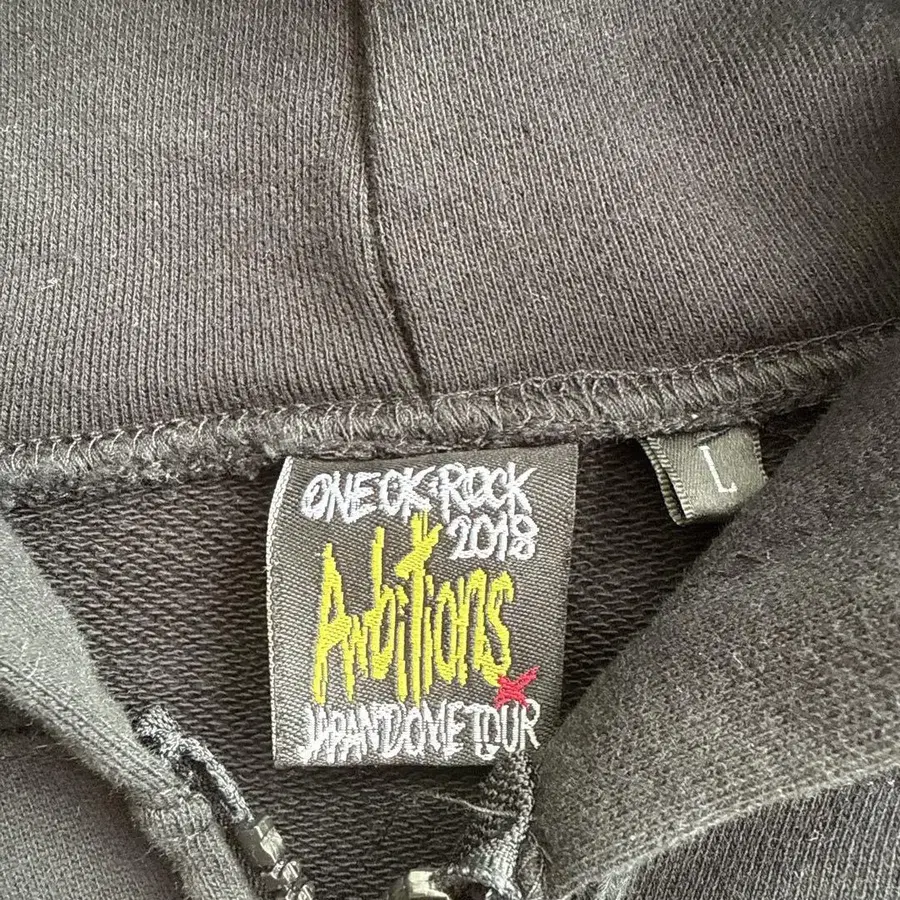 ONE OK ROCK
2018
Ambitions
JAPAN DOME TOUR
L